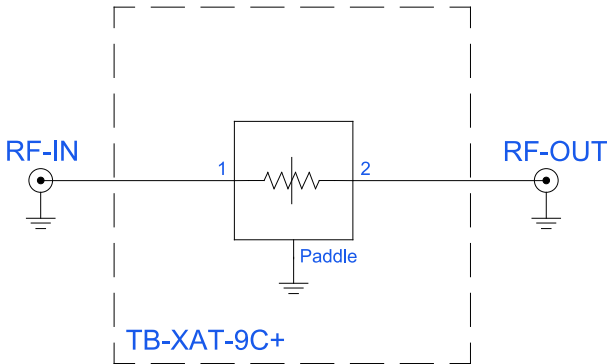 RF-IN
1
2
RF-OUT
Paddle
TB-XAT-9C+